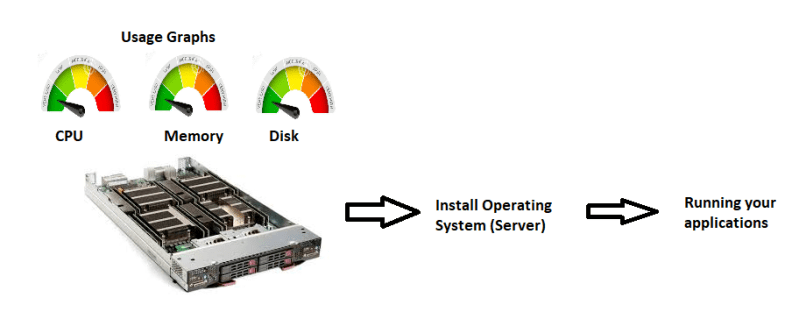 Usage Graphs
CPU
Memory
Disk
Install Operating
System (Server)
Running your
applications